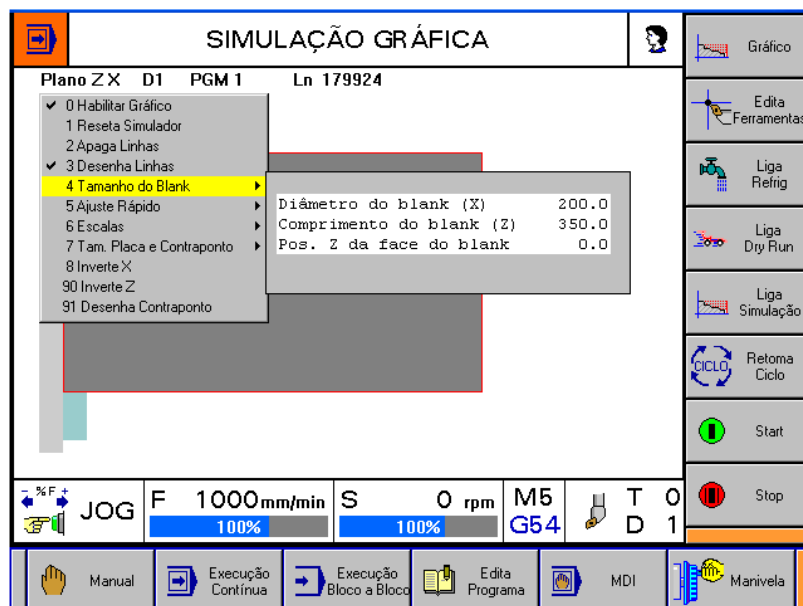 SIMULAÇÃO GRÁFICA
Plano Z X D1 PGM 1 Ln 179924
0 Habilitar Gráfico
1 Reseta Simulador
2 Apaga Linhas
3 Desenha Linhas
4 Tamanho do Blank
5 Ajuste Rápido
6 Escalas
7 Tam. Placa e Contraponto
8 Inverte X
90 Inverte Z
91 Desenha Contraponto
Diâmetro do blank (X) 200.0
Comprimento do blank (Z) 350.0
Pos. Z da face do blank 0.0
Gráfico
Edita
Ferramentas
Liga
Refrig
Liga
Dry Run
Liga
Simulação
CICLO
Retoma
Ciclo
Start
Stop
- %F +
JOG
F 1000 mm/min
100%
S 0 rpm
100%
M5
G54
T 0
D 1
Manual
Execução
Contínua
Execução
Bloco a Bloco
Edita
Programa
MDI
Manivela